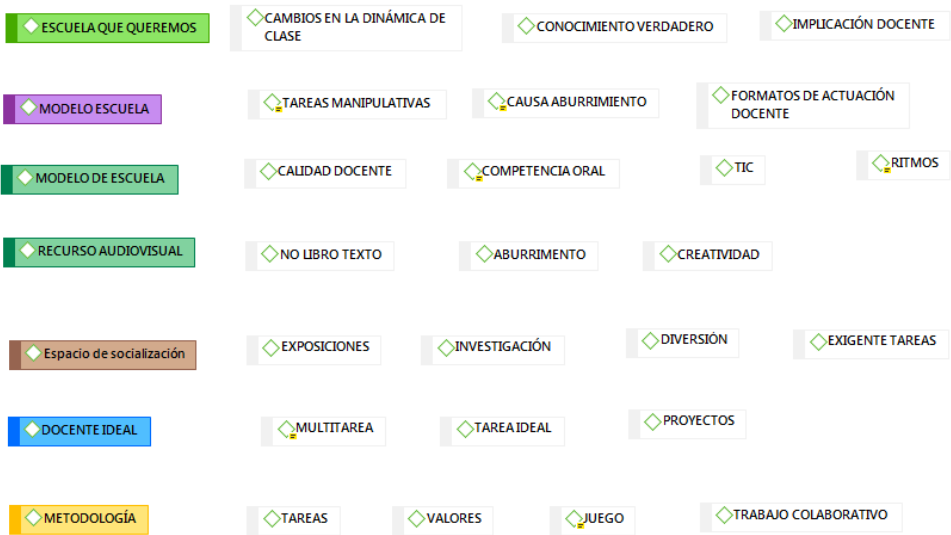 ESCUELA QUE QUEREMOS
CAMBIOS EN LA DINÁMICA DE
CLASE
CONOCIMIENTO VERDADERO
IMPLICACIÓN DOCENTE
MODELO ESCUELA
TAREAS MANIPULATIVAS
CAUSA ABURRIMIENTO
FORMATOS DE ACTUACIÓN
DOCENTE
MODELO DE ESCUELA
CALIDAD DOCENTE
COMPETENCIA ORAL
TIC
RITMOS
RECURSO AUDIOVISUAL
NO LIBRO TEXTO
ABURRIMENTO
CREATIVIDAD
Espacio de socialización
EXPOSICIONES
INVESTIGACIÓN
DIVERSIÓN
EXIGENTE TAREAS
DOCENTE IDEAL
MULTITAREA
TAREA IDEAL
PROYECTOS
METODOLOGÍA
TAREAS
VALORES
JUEGO
TRABAJO COLABORATIVO